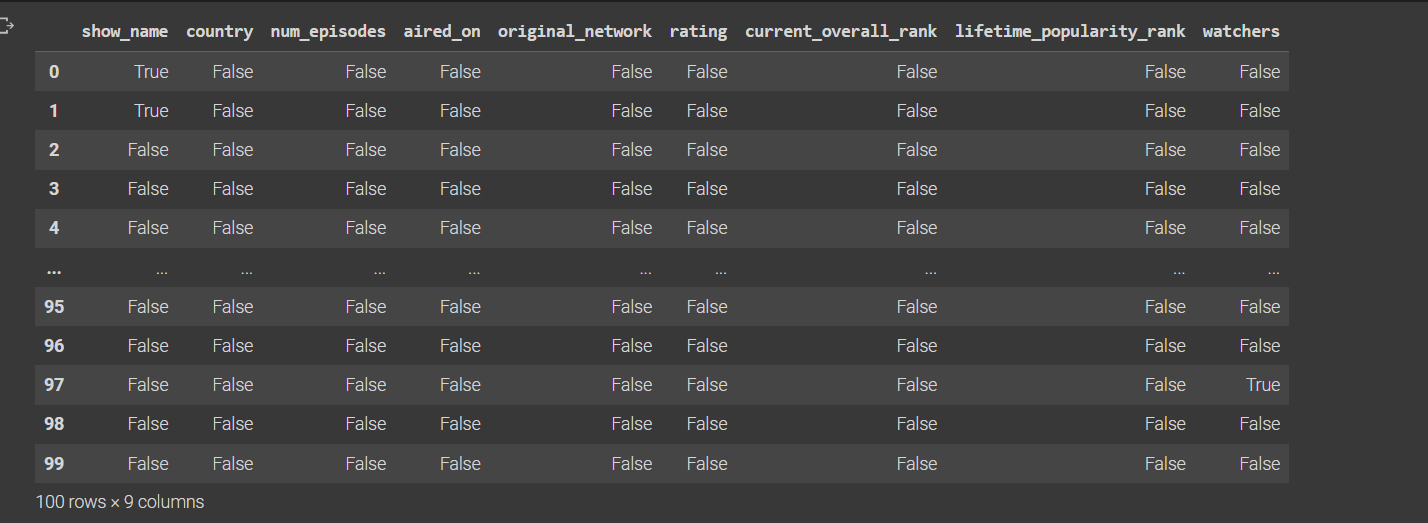 show_name country num_episodes aired_on original_network rating current_overall_rank lifetime_popularity_rank watchers
0 True False False False False False False False False
1 True False False False False False False False False
2 False False False False False False False False False
3 False False False False False False False False False
4 False False False False False False False False False
... ... ... ... ... ... ... ... ... ...
95 False False False False False False False False False
96 False False False False False False False False False
97 False False False False False False False False True
98 False False False False False False False False False
99 False False False False False False False False False
100 rows × 9 columns